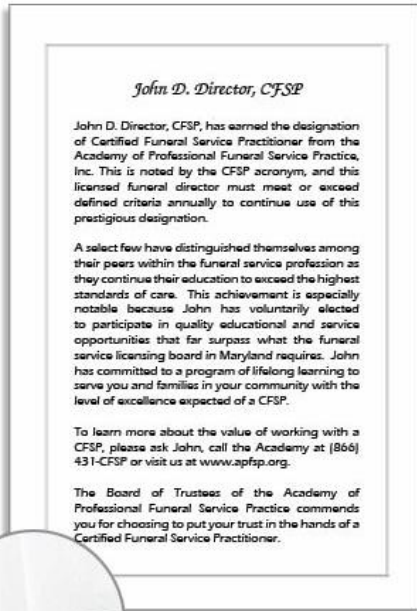 John D. Director, CFSP
John D. Director, CFSP, has earned the designation
of Certified Funeral Service Practitioner from the
Academy of Professional Funeral Service Practice,
Inc. This is noted by the CFSP acronym, and this
licensed funeral director must meet or exceed
defined criteria annually to continue use of this
prestigious designation.
A select few have distinguished themselves among
their peers within the funeral service profession as
they continue their education to exceed the highest
standards of care. This achievement is especially
notable because John has voluntarily elected
to participate in quality educational and service
opportunities that far surpass what the funeral
service licensing board in Maryland requires. John
has committed to a program of lifelong learning to
serve you and families in your community with the
level of excellence expected of a CFSP.
To learn more about the value of working with a
CFSP, please ask John, call the Academy at (866)
431-CFSP or visit us at www.apfsp.org.
The Board of Trustees of the Academy of
Professional Funeral Service Practice commends
you for choosing to put your trust in the hands of a
Certified Funeral Service Practitioner.